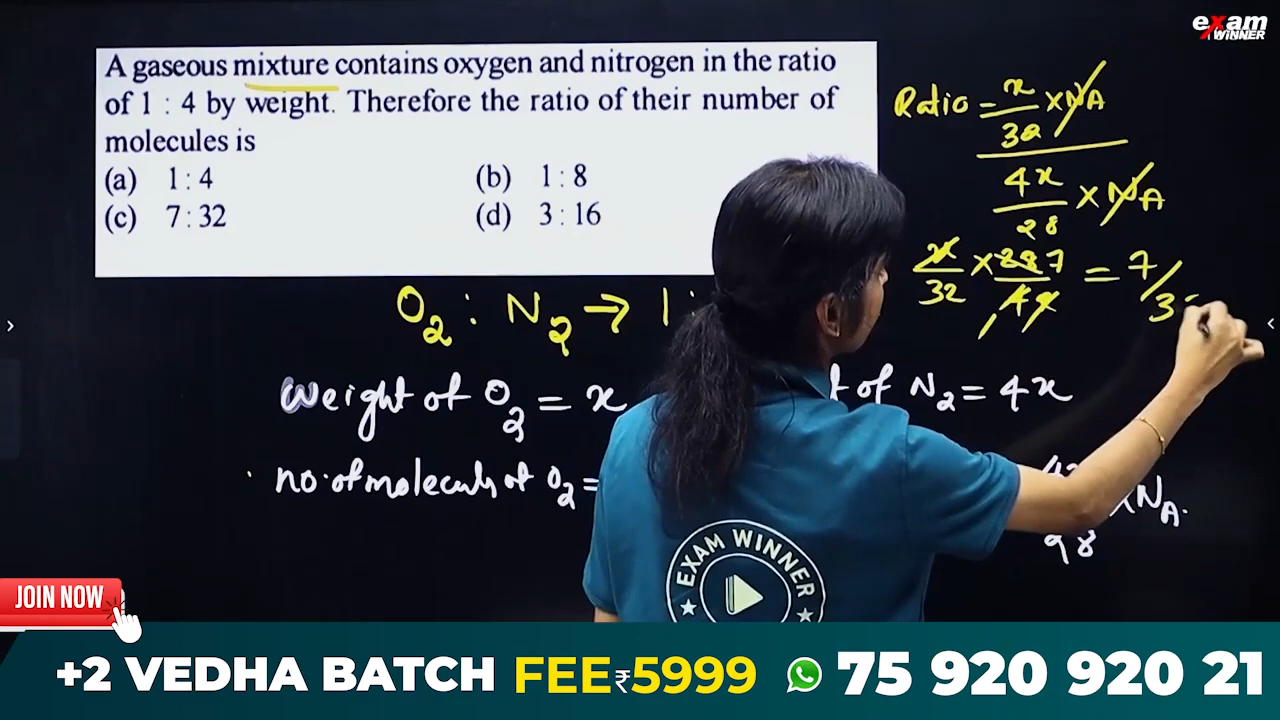 exam
WINNER
A gaseous mixture contains oxygen and nitrogen in the ratio
of 1 : 4 by weight. Therefore the ratio of their number of
molecules is
(a) 1 : 4
(b) 1 : 8
(c) 7 : 32
(d) 3 : 16
Ratio = x/32 × NA
4x/28 × NA
x/32 × 28 7/4x = 7/3
O2 : N2 → 1 :
Weight of O2 = x
of N2 = 4x
no. of molecules of O2 =
× NA.
28
EXAM WINNER
JOIN NOW
+2 VEDHA BATCH FEE ₹5999 75 920 920 21